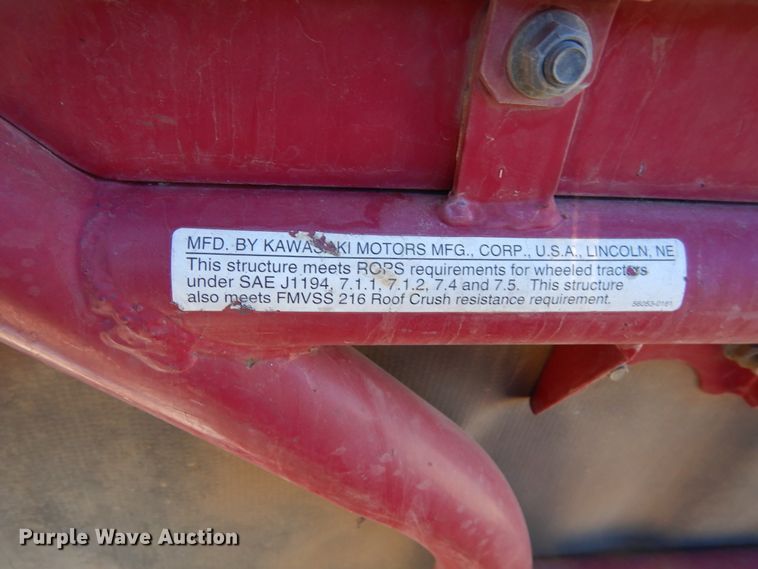 MFD. BY KAWASAKI MOTORS MFG., CORP., U.S.A., LINCOLN, NE
This structure meets ROPS requirements for wheeled tractors
under SAE J1194, 7.1.1, 7.1.2, 7.4 and 7.5. This structure
also meets FMVSS 216 Roof Crush resistance requirement.
56053-0181
Purple Wave Auction